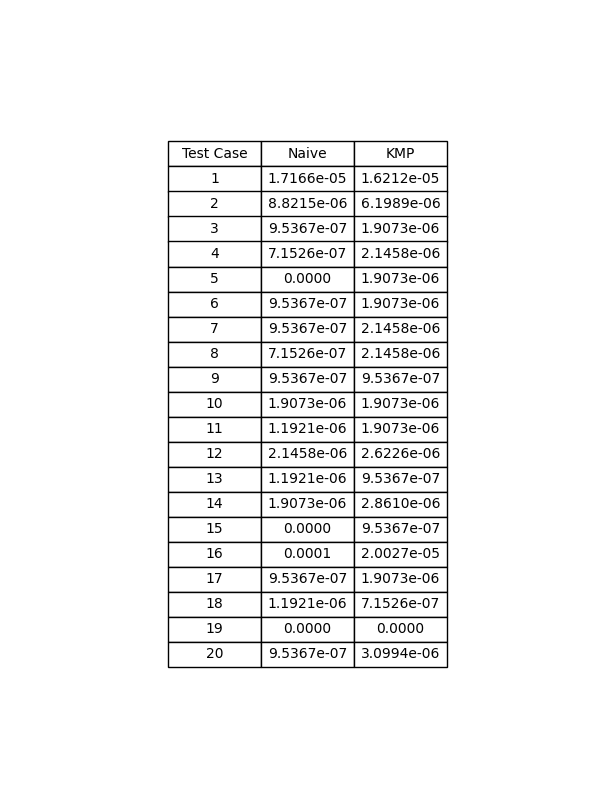 Test Case Naive KMP
1 1.7166e-05 1.6212e-05
2 8.8215e-06 6.1989e-06
3 9.5367e-07 1.9073e-06
4 7.1526e-07 2.1458e-06
5 0.0000 1.9073e-06
6 9.5367e-07 1.9073e-06
7 9.5367e-07 2.1458e-06
8 7.1526e-07 2.1458e-06
9 9.5367e-07 9.5367e-07
10 1.9073e-06 1.9073e-06
11 1.1921e-06 1.9073e-06
12 2.1458e-06 2.6226e-06
13 1.1921e-06 9.5367e-07
14 1.9073e-06 2.8610e-06
15 0.0000 9.5367e-07
16 0.0001 2.0027e-05
17 9.5367e-07 1.9073e-06
18 1.1921e-06 7.1526e-07
19 0.0000 0.0000
20 9.5367e-07 3.0994e-06